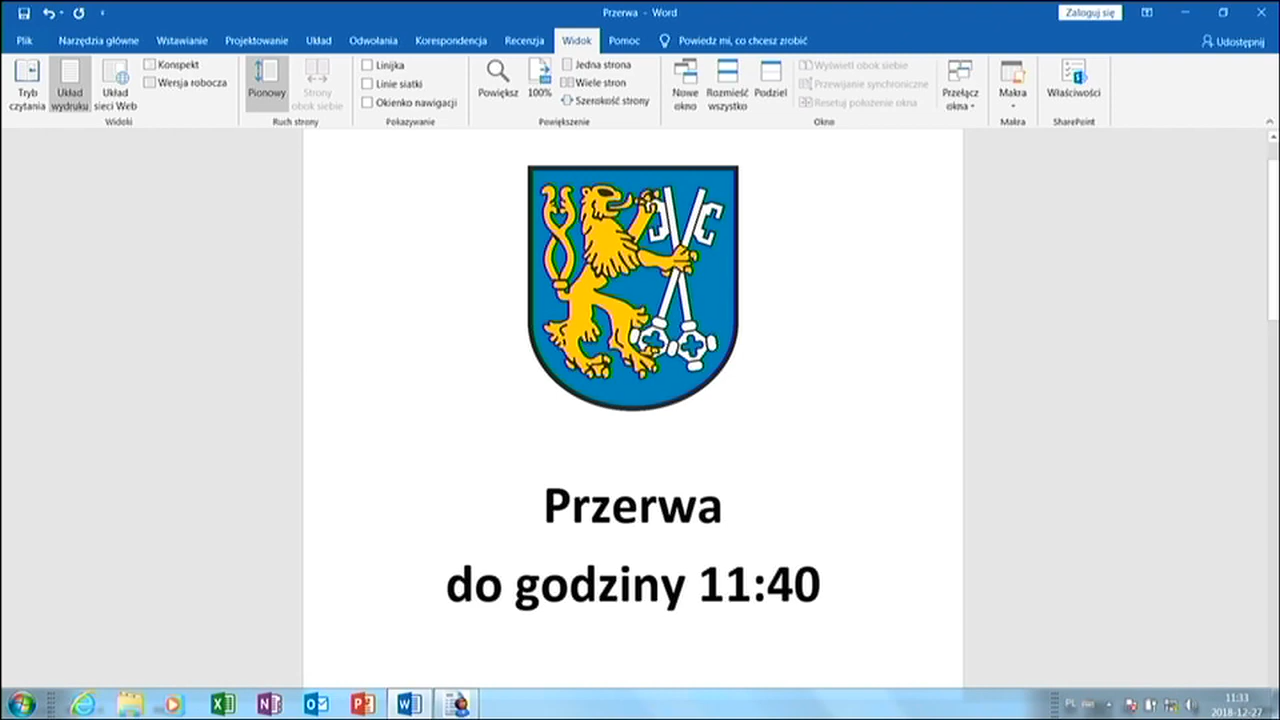 Przerwa - Word
Zaloguj się
Plik Narzędzia główne Wstawianie Projektowanie Układ Odwołania Korespondencja Recenzja Widok Pomoc Powiedz mi, co chcesz zrobić Udostępnij
Tryb czytania
Układ wydruku
Układ sieci Web
Konspekt
Wersja robocza
Widoki
Pionowy
Strony obok siebie
Ruch strony
Linijka
Linie siatki
Okienko nawigacji
Pokazywanie
Powiększ
100%
Jedna strona
Wiele stron
Szerokość strony
Powiększenie
Nowe okno
Rozmieść wszystko
Podziel
Wyświetl obok siebie
Przewijanie synchroniczne
Resetuj położenie okna
Przełącz okna
Okno
Makra
Makra
Właściwości
SharePoint
Przerwa
do godziny 11:40
PL
11:33
2018-12-27